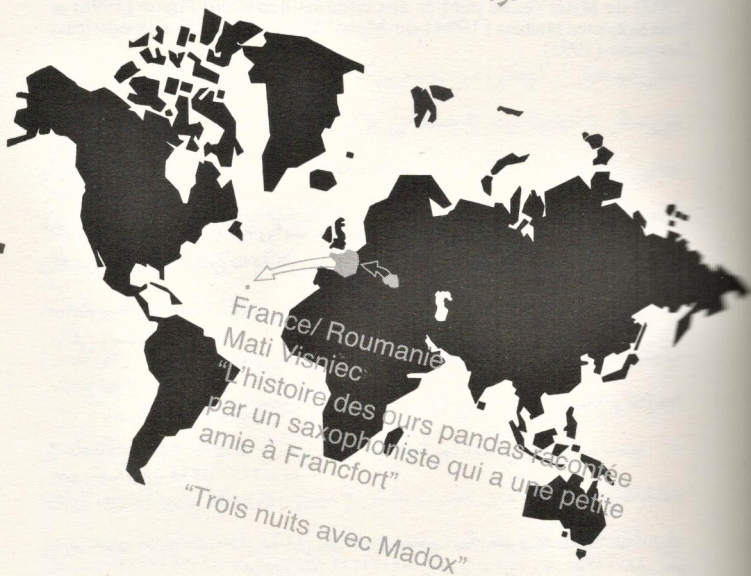 France/ Roumanie
Mati Visniec
“L'histoire des ours pandas racontée
par un saxophoniste qui a une petite
amie à Francfort”
“Trois nuits avec Madox”